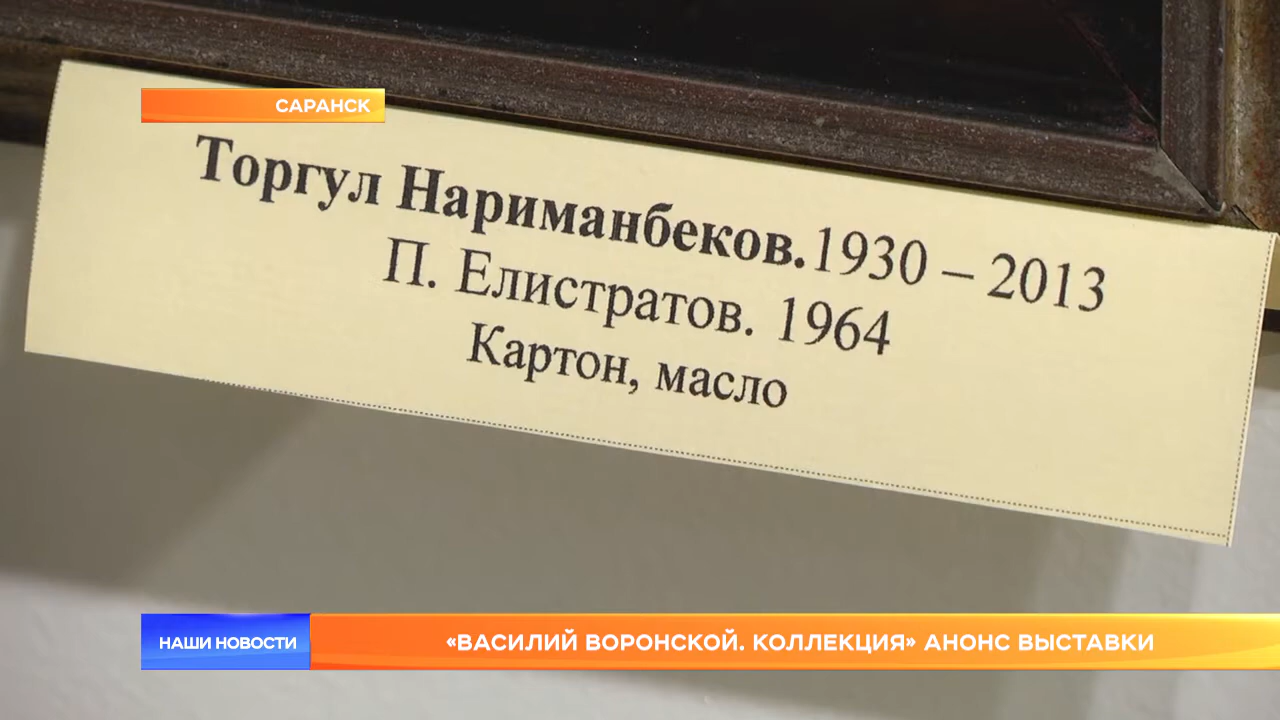 САРАНСК
Торгул Нариманбеков.1930 – 2013
П. Елистратов. 1964
Картон, масло
НАШИ НОВОСТИ
«ВАСИЛИЙ ВОРОНСКОЙ. КОЛЛЕКЦИЯ» АНОНС ВЫСТАВКИ